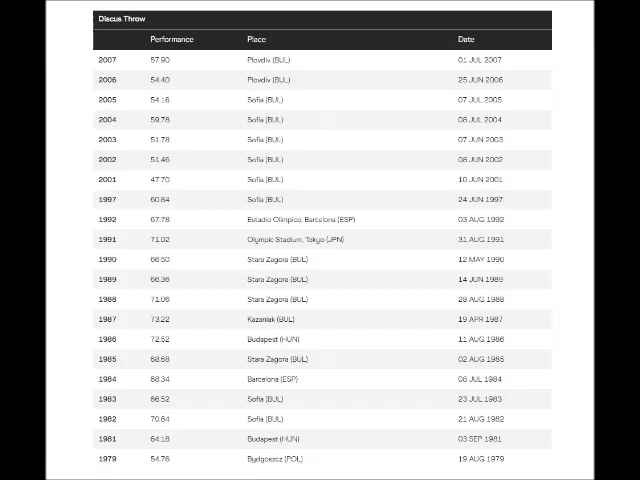 Discus Throw
Performance Place Date
2007 57.90 Plovdiv (BUL) 01 JUL 2007
2006 54.40 Plovdiv (BUL) 25 JUN 2006
2005 54.16 Sofia (BUL) 07 JUL 2005
2004 59.78 Sofia (BUL) 08 JUL 2004
2003 51.78 Sofia (BUL) 07 JUN 2003
2002 51.46 Sofia (BUL) 08 JUN 2002
2001 47.70 Sofia (BUL) 10 JUN 2001
1997 60.84 Sofia (BUL) 24 JUN 1997
1992 67.78 Estadio Olímpico, Barcelona (ESP) 03 AUG 1992
1991 71.02 Olympic Stadium, Tokyo (JPN) 31 AUG 1991
1990 66.50 Stara Zagora (BUL) 12 MAY 1990
1989 66.36 Stara Zagora (BUL) 14 JUN 1989
1988 71.06 Stara Zagora (BUL) 28 AUG 1988
1987 73.22 Kazanlak (BUL) 19 APR 1987
1986 72.52 Budapest (HUN) 11 AUG 1986
1985 68.68 Stara Zagora (BUL) 02 AUG 1985
1984 68.34 Barcelona (ESP) 08 JUL 1984
1983 66.52 Sofia (BUL) 23 JUL 1983
1982 70.64 Sofia (BUL) 21 AUG 1982
1981 64.18 Budapest (HUN) 03 SEP 1981
1979 54.76 Bydgoszcz (POL) 19 AUG 1979